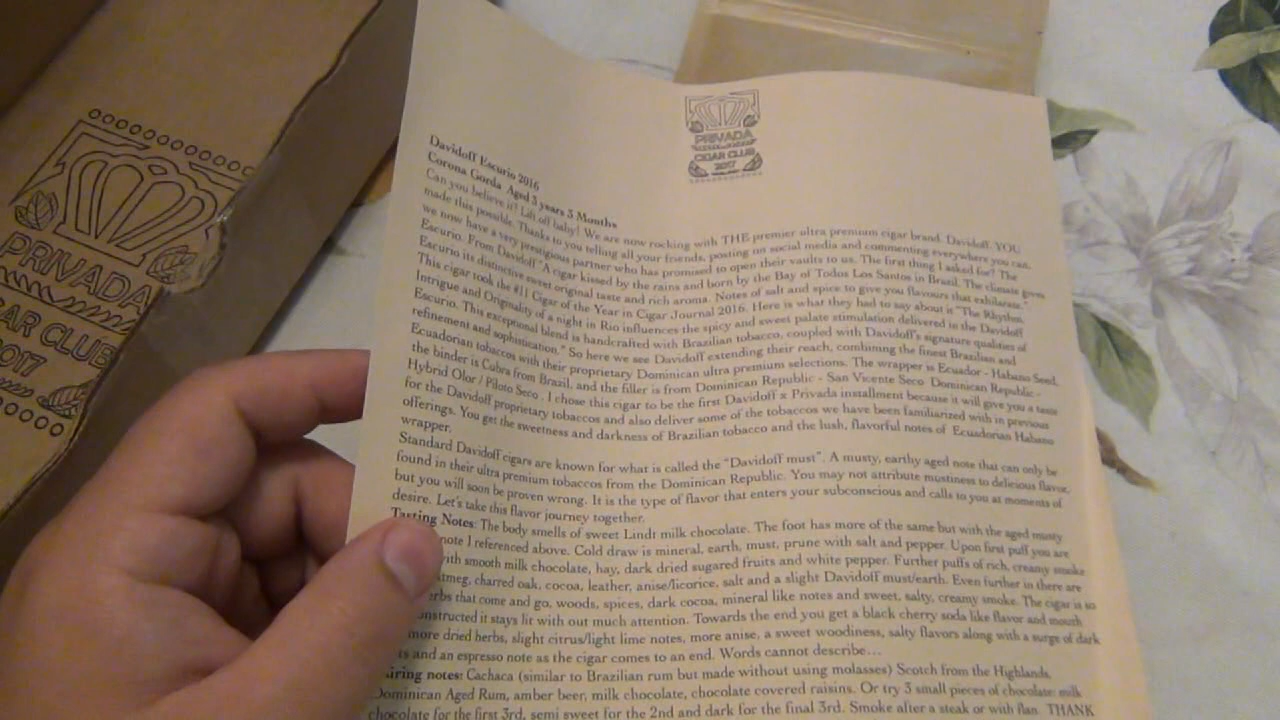 PRIVADA
CIGAR CLUB
2017
PRIVADA
AR CLUB
2017
Davidoff Escurio 2016
Corona Gorda Aged 3 years 3 Months
Can you believe it? Lift off baby! We are now rocking with THE premier ultra premium cigar brand, Davidoff. YOU
made this possible. Thanks to you telling all your friends, posting on social media and commenting everywhere you can,
we now have a very prestigious partner who has promised to open their vaults to us. The first thing I asked for? The
Escurio. From Davidoff "A cigar kissed by the rains and born by the Bay of Todos Los Santos in Brazil. The climate gives
Escurio its distinctive sweet original taste and rich aroma. Notes of salt and spice to give you flavours that exhilarate."
This cigar took the #11 Cigar of the Year in Cigar Journal 2016. Here is what they had to say about is "The Rhythm,
Intrigue and Originality of a night in Rio influences the spicy and sweet palate stimulation delivered in the Davidoff
Escurio. This exceptional blend is handcrafted with Brazilian tobacco, coupled with Davidoff's signature qualities of
refinement and sophistication." So here we see Davidoff extending their reach, combining the finest Brazilian and
Ecuadorian tobaccos with their proprietary Dominican ultra premium selections. The wrapper is Ecuador - Habano Seed,
the binder is Cubra from Brazil, and the filler is from Dominican Republic - San Vicente Seco Dominican Republic -
Hybrid Olor / Piloto Seco . I chose this cigar to be the first Davidoff x Privada installment because it will give you a taste
for the Davidoff proprietary tobaccos and also deliver some of the tobaccos we have been familiarized with in previous
offerings. You get the sweetness and darkness of Brazilian tobacco and the lush, flavorful notes of Ecuadorian Habano
wrapper.
Standard Davidoff cigars are known for what is called the "Davidoff must". A musty, earthy aged note that can only be
found in their ultra premium tobaccos from the Dominican Republic. You may not attribute mustiness to delicious flavor,
but you will soon be proven wrong. It is the type of flavor that enters your subconscious and calls to you at moments of
desire. Let's take this flavor journey together.
Tasting Notes: The body smells of sweet Lindt milk chocolate. The foot has more of the same but with the aged musty
note I referenced above. Cold draw is mineral, earth, must, prune with salt and pepper. Upon first puff you are
with smooth milk chocolate, hay, dark dried sugared fruits and white pepper. Further puffs of rich, creamy smoke
tmeg, charred oak, cocoa, leather, anise/licorice, salt and a slight Davidoff must/earth. Even further in there are
erbs that come and go, woods, spices, dark cocoa, mineral like notes and sweet, salty, creamy smoke. The cigar is so
onstructed it stays lit with out much attention. Towards the end you get a black cherry soda like flavor and mouth
more dried herbs, slight citrus/light lime notes, more anise, a sweet woodiness, salty flavors along with a surge of dark
ts and an espresso note as the cigar comes to an end. Words cannot describe...
iring notes: Cachaca (similar to Brazilian rum but made without using molasses) Scotch from the Highlands,
Dominican Aged Rum, amber beer, milk chocolate, chocolate covered raisins. Or try 3 small pieces of chocolate: milk
chocolate for the first 3rd, semi sweet for the 2nd and dark for the final 3rd. Smoke after a steak or with flan. THANK